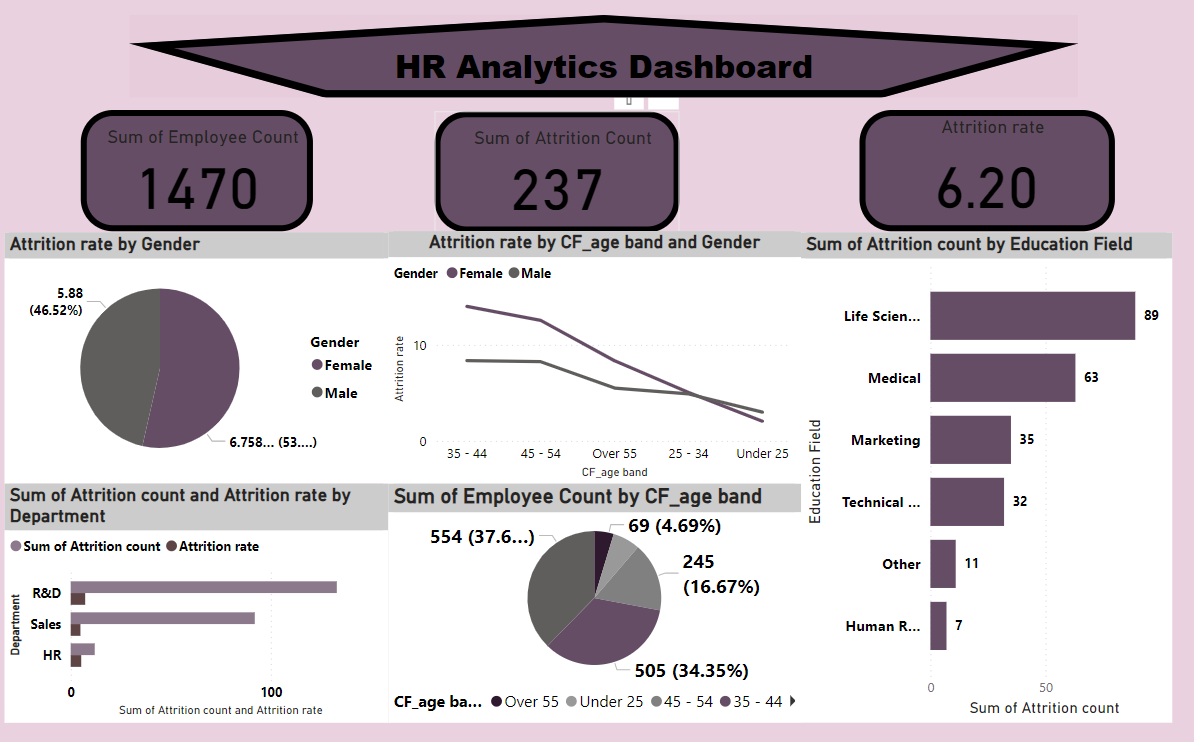 HR Analytics Dashboard
Sum of Employee Count
1470
Sum of Attrition Count
237
Attrition rate
6.20
Attrition rate by Gender
5.88
(46.52%)
Gender
Female
Male
6.758... (53....)
Attrition rate by CF_age band and Gender
Gender Female Male
Attrition rate
10
0
35 - 44 45 - 54 Over 55 25 - 34 Under 25
CF_age band
Sum of Attrition count by Education Field
Education Field
Life Scien... 89
Medical 63
Marketing 35
Technical ... 32
Other 11
Human R... 7
0 50
Sum of Attrition count
Sum of Attrition count and Attrition rate by
Department
Sum of Attrition count Attrition rate
Department
R&D
Sales
HR
0 100
Sum of Attrition count and Attrition rate
Sum of Employee Count by CF_age band
554 (37.6...)
69 (4.69%)
245
(16.67%)
505 (34.35%)
CF_age ba... Over 55 Under 25 45 - 54 35 - 44